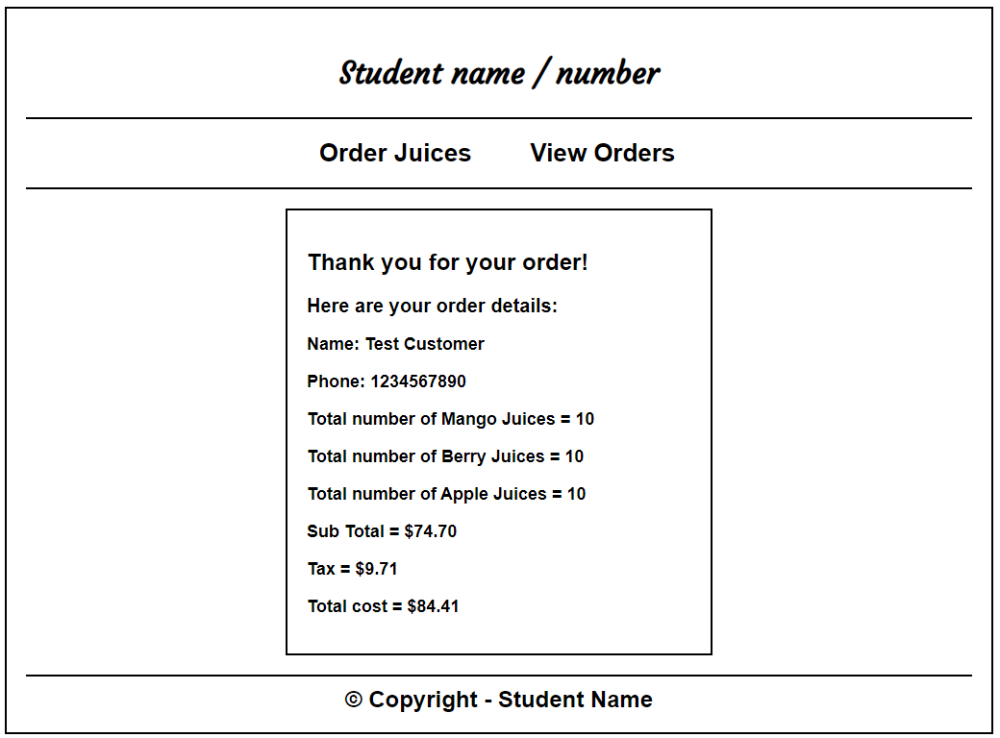 Student name / number
Order Juices View Orders
Thank you for your order!
Here are your order details:
Name: Test Customer
Phone: 1234567890
Total number of Mango Juices = 10
Total number of Berry Juices = 10
Total number of Apple Juices = 10
Sub Total = $74.70
Tax = $9.71
Total cost = $84.41
© Copyright - Student Name